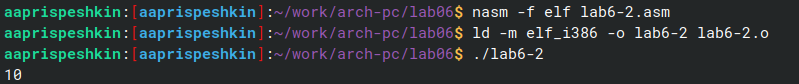 aaprispeshkin:[aaprispeshkin]:~/work/arch-pc/lab06$ nasm -f elf lab6-2.asm
aaprispeshkin:[aaprispeshkin]:~/work/arch-pc/lab06$ ld -m elf_i386 -o lab6-2 lab6-2.o
aaprispeshkin:[aaprispeshkin]:~/work/arch-pc/lab06$ ./lab6-2
10